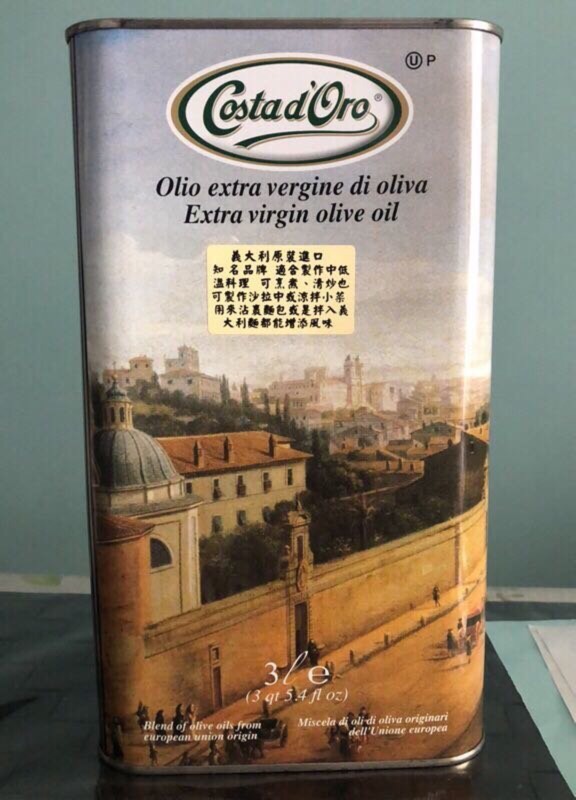 Ⓤ P
Costa d'Oro®
Olio extra vergine di oliva
Extra virgin olive oil
義大利原裝進口
知名品牌 適合製作中低
溫料理 可烹煮、清炒也
可製作沙拉中或涼拌小菜
用來沾裹麵包或是拌入義
大利麵都能增添風味
3 l e
(3 qt 5.4 fl oz)
Blend of olive oils from
european union origin
Miscela di oli di oliva originari
dell'Unione europea